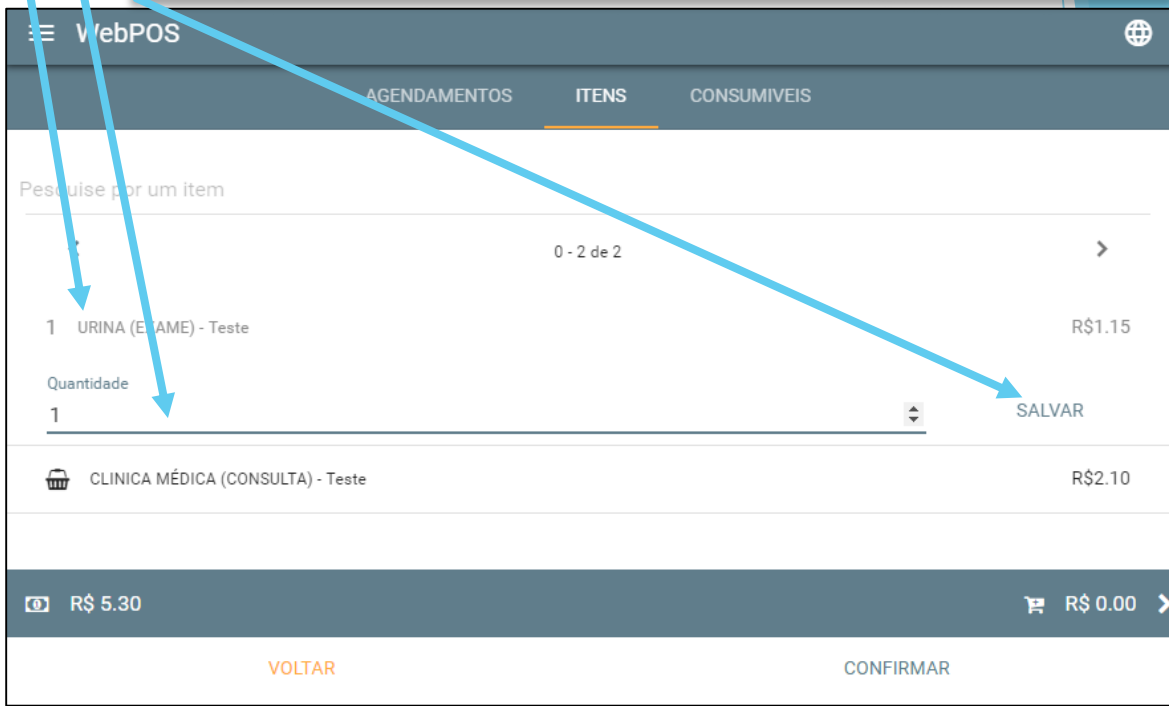 WebPOS
AGENDAMENTOS ITENS CONSUMIVEIS
Pesquise por um item
0 - 2 de 2
1 URINA (EXAME) - Teste R$1.15
Quantidade
1 SALVAR
CLINICA MÉDICA (CONSULTA) - Teste R$2.10
R$ 5.30 R$ 0.00
VOLTAR CONFIRMAR